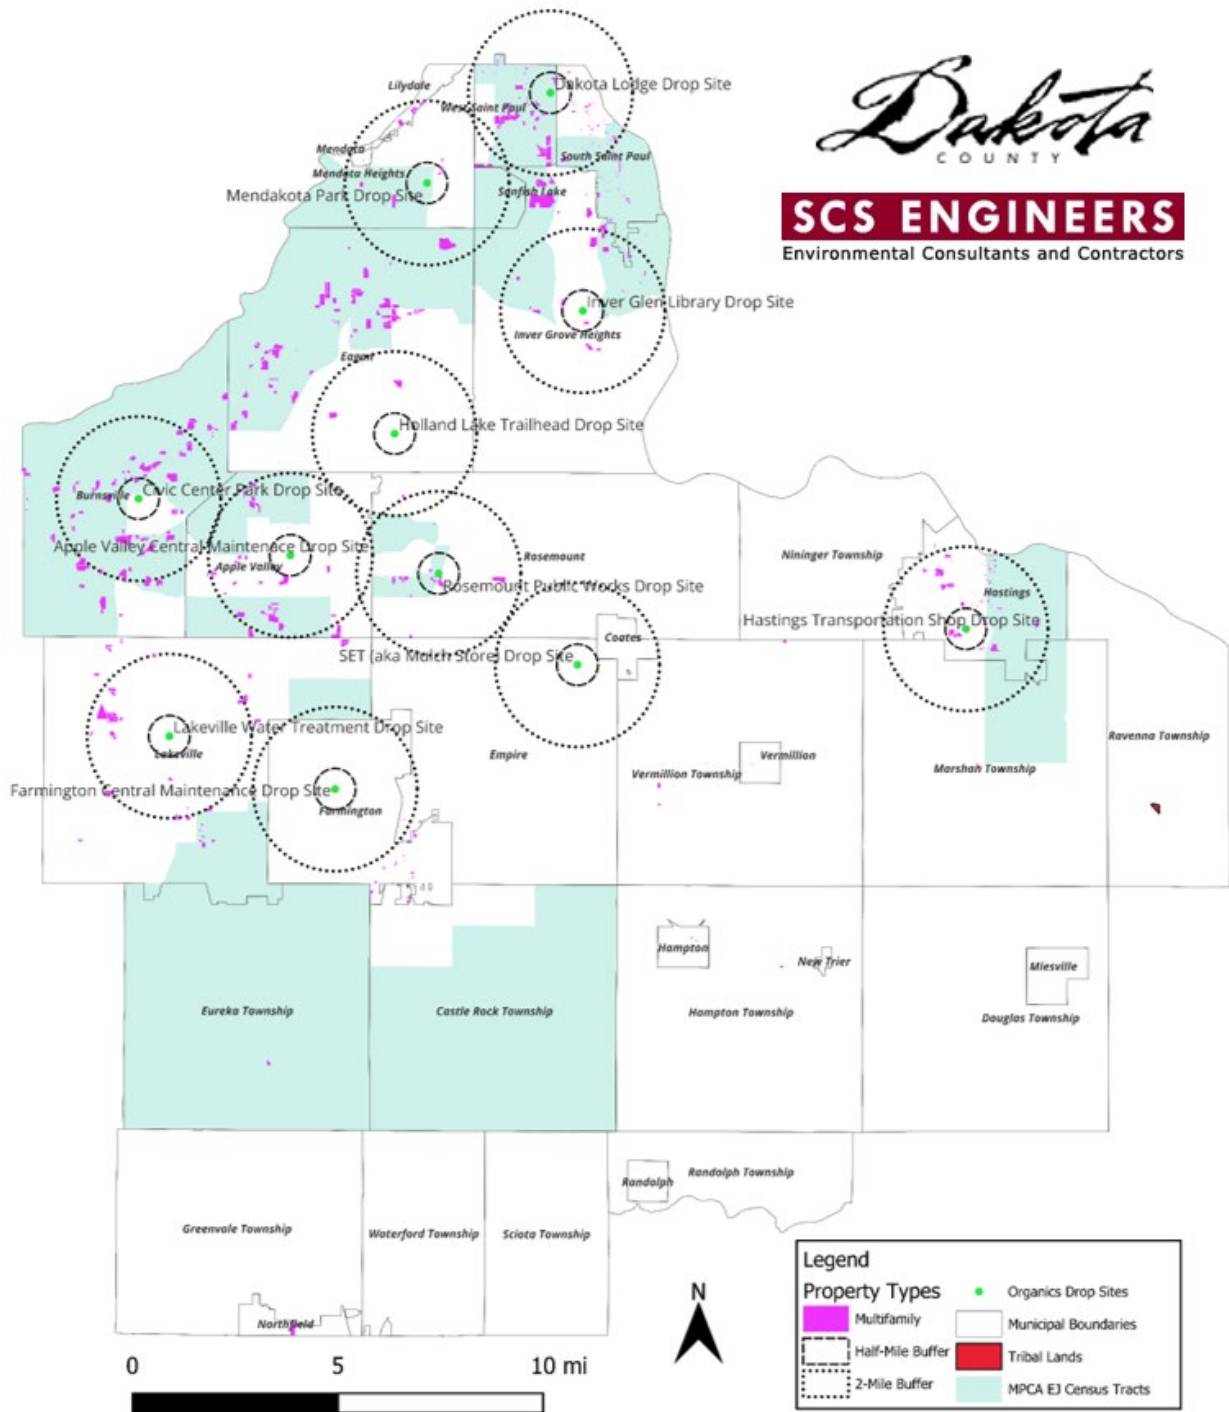 Dakota
COUNTY
SCS ENGINEERS
Environmental Consultants and Contractors
Lilydale
Dakota Lodge Drop Site
West Saint Paul
Mendota
South Saint Paul
Mendota Heights
Mendakota Park Drop Site
Sunfish Lake
Inver Glen Library Drop Site
Inver Grove Heights
Eagan
Holland Lake Trailhead Drop Site
Burnsville
Civic Center Park Drop Site
Apple Valley Central Maintenace Drop Site
Apple Valley
Rosemount
Rosemount Public Works Drop Site
Nininger Township
Hastings
Hastings Transportation Shop Drop Site
Coates
SET (aka Mulch Store) Drop Site
Lakeville Water Treatment Drop Site
Lakeville
Empire
Vermillion Township
Vermillion
Marshan Township
Ravenna Township
Farmington Central Maintenance Drop Site
Farmington
Hampton
New Trier
Miesville
Eureka Township
Castle Rock Township
Hampton Township
Douglas Township
Randolph
Randolph Township
Greenvale Township
Waterford Township
Sciota Township
Northfield
0 5 10 mi
N
Legend
Property Types
Multifamily
Half-Mile Buffer
2-Mile Buffer
Organics Drop Sites
Municipal Boundaries
Tribal Lands
MPCA EJ Census Tracts